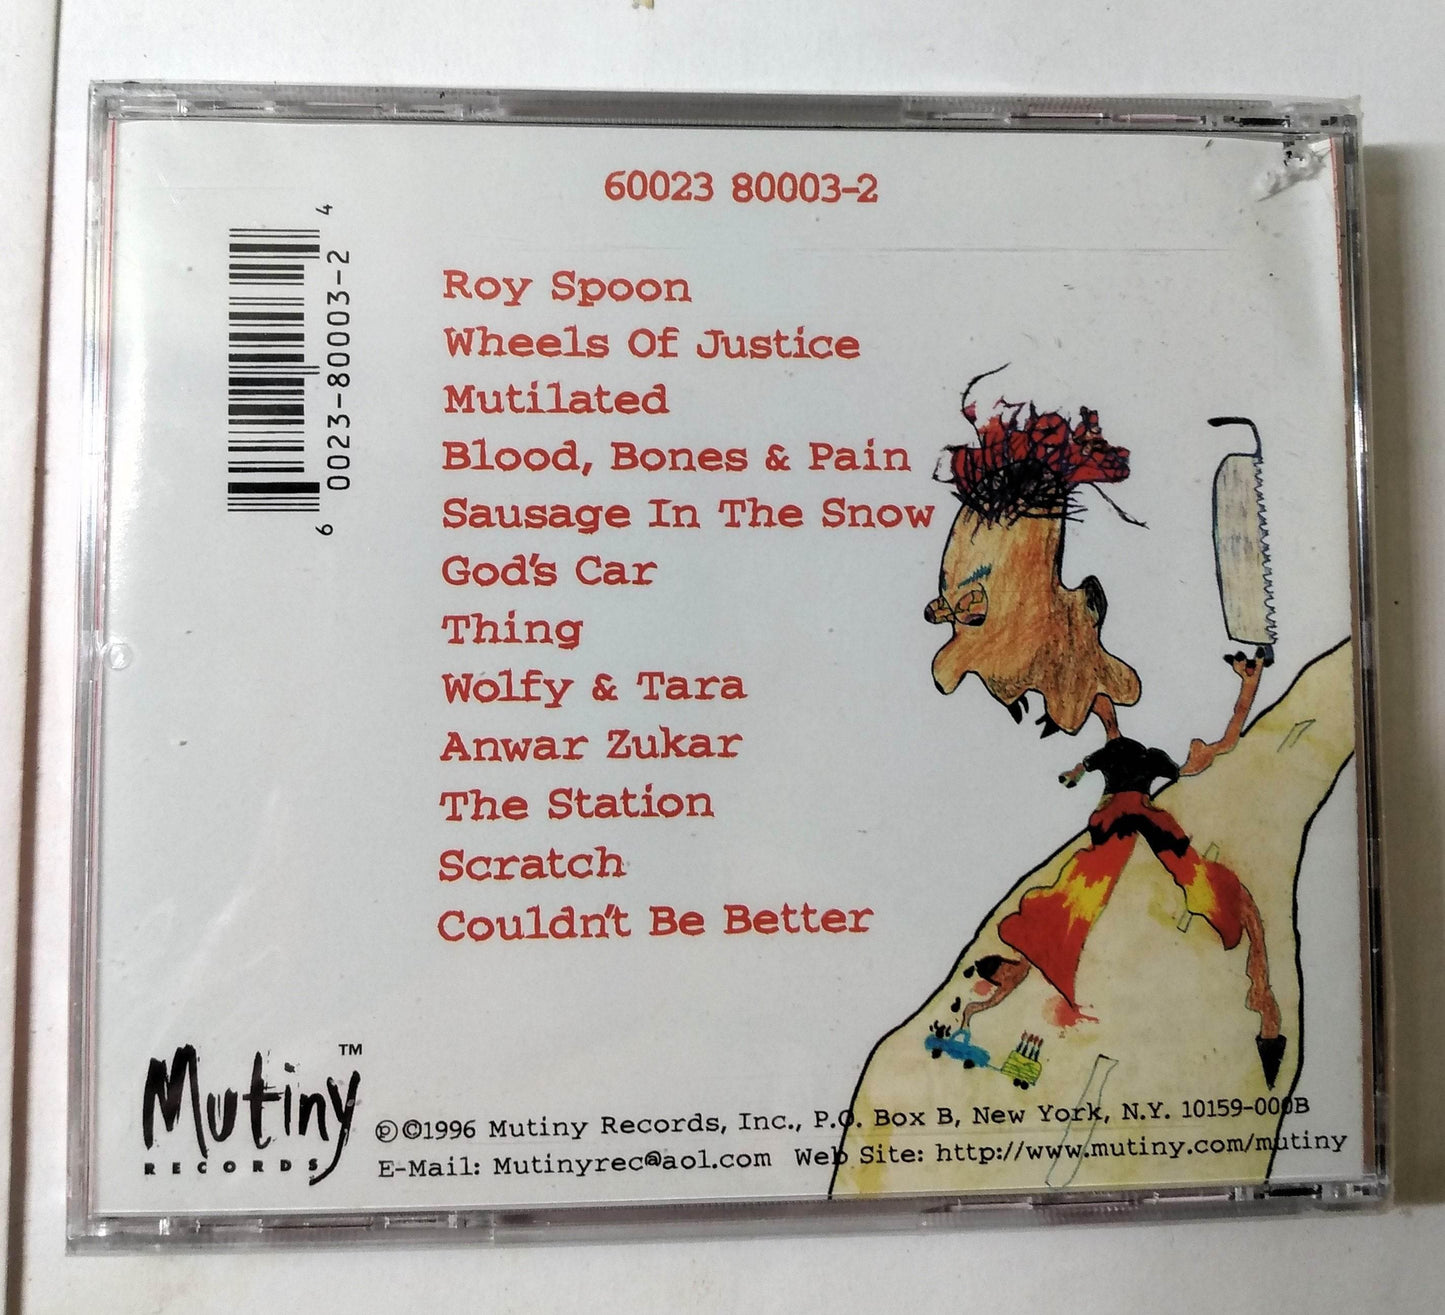 60023 80003-2
6 0023-80003-2 4
Roy Spoon
Wheels Of Justice
Mutilated
Blood, Bones & Pain
Sausage In The Snow
God's Car
Thing
Wolfy & Tara
Anwar Zukar
The Station
Scratch
Couldn't Be Better
Mutiny™
RECORDS
℗©1996 Mutiny Records, Inc., P.O. Box B, New York, N.Y. 10159-000B
E-Mail: Mutinyrec@aol.com Web Site: http://www.mutiny.com/mutiny